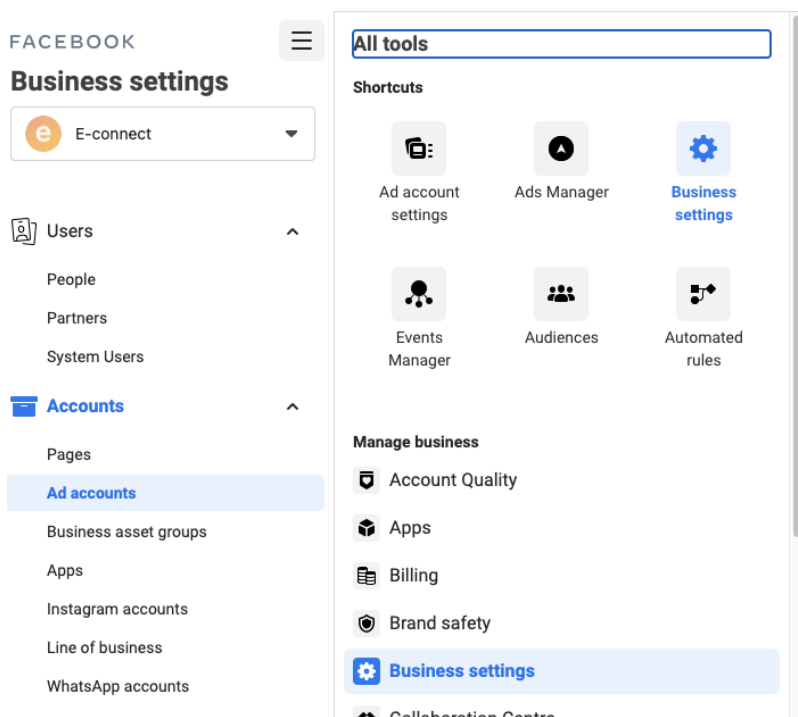 FACEBOOK
Business settings
e
E-connect
Users
People
Partners
System Users
Accounts
Pages
Ad accounts
Business asset groups
Apps
Instagram accounts
Line of business
WhatsApp accounts
All tools
Shortcuts
Ad account
settings
Ads Manager
Business
settings
Events
Manager
Audiences
Automated
rules
Manage business
Account Quality
Apps
Billing
Brand safety
Business settings
Collaboration Centre